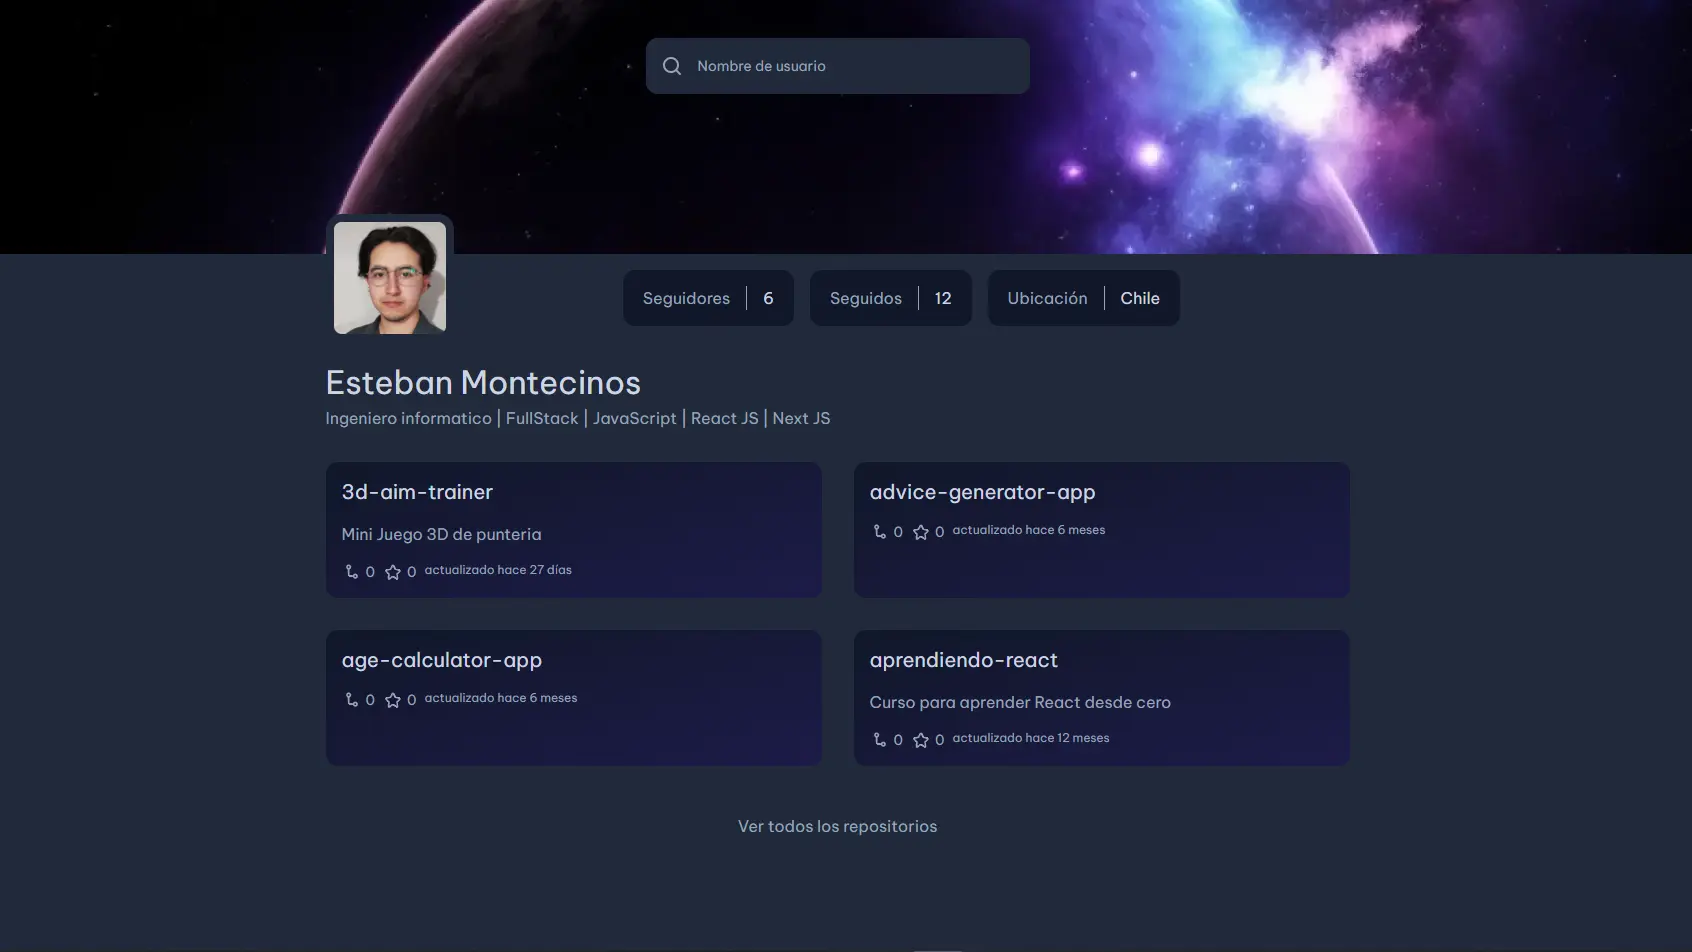 Nombre de usuario
Seguidores 6 Seguidos 12 Ubicación Chile
Esteban Montecinos
Ingeniero informatico | FullStack | JavaScript | React JS | Next JS
3d-aim-trainer
Mini Juego 3D de punteria
0 0 actualizado hace 27 días
advice-generator-app
0 0 actualizado hace 6 meses
age-calculator-app
0 0 actualizado hace 6 meses
aprendiendo-react
Curso para aprender React desde cero
0 0 actualizado hace 12 meses
Ver todos los repositorios